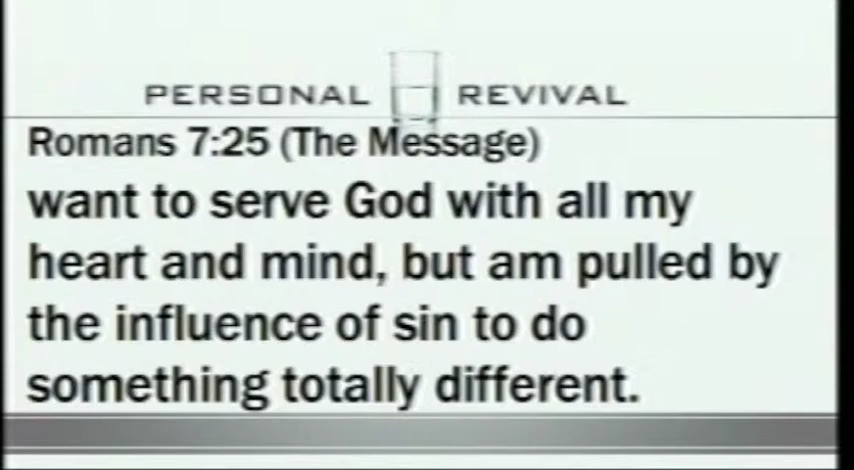 PERSONAL REVIVAL
Romans 7:25 (The Message)
want to serve God with all my
heart and mind, but am pulled by
the influence of sin to do
something totally different.